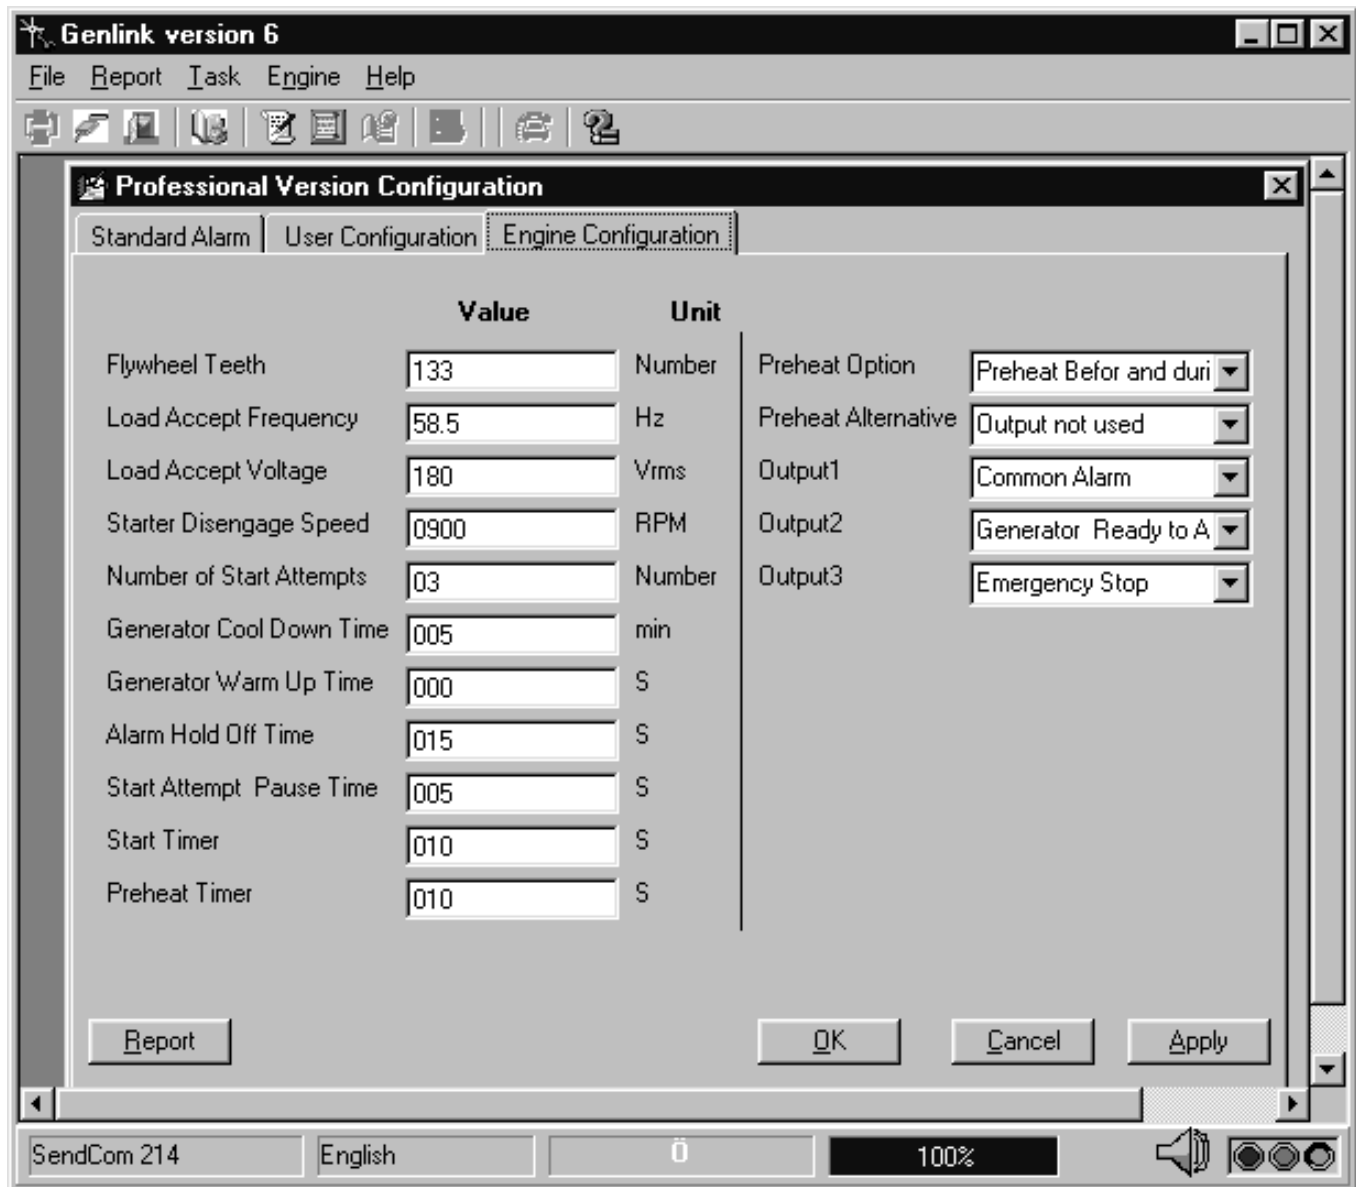 Genlink version 6
File Report Task Engine Help
Professional Version Configuration
Standard Alarm User Configuration Engine Configuration
Value Unit
Flywheel Teeth 133 Number Preheat Option Preheat Befor and duri
Load Accept Frequency 58.5 Hz Preheat Alternative Output not used
Load Accept Voltage 180 Vrms Output1 Common Alarm
Starter Disengage Speed 0900 RPM Output2 Generator Ready to A
Number of Start Attempts 03 Number Output3 Emergency Stop
Generator Cool Down Time 005 min
Generator Warm Up Time 000 S
Alarm Hold Off Time 015 S
Start Attempt Pause Time 005 S
Start Timer 010 S
Preheat Timer 010 S
Report OK Cancel Apply
SendCom 214 English Ö 100%